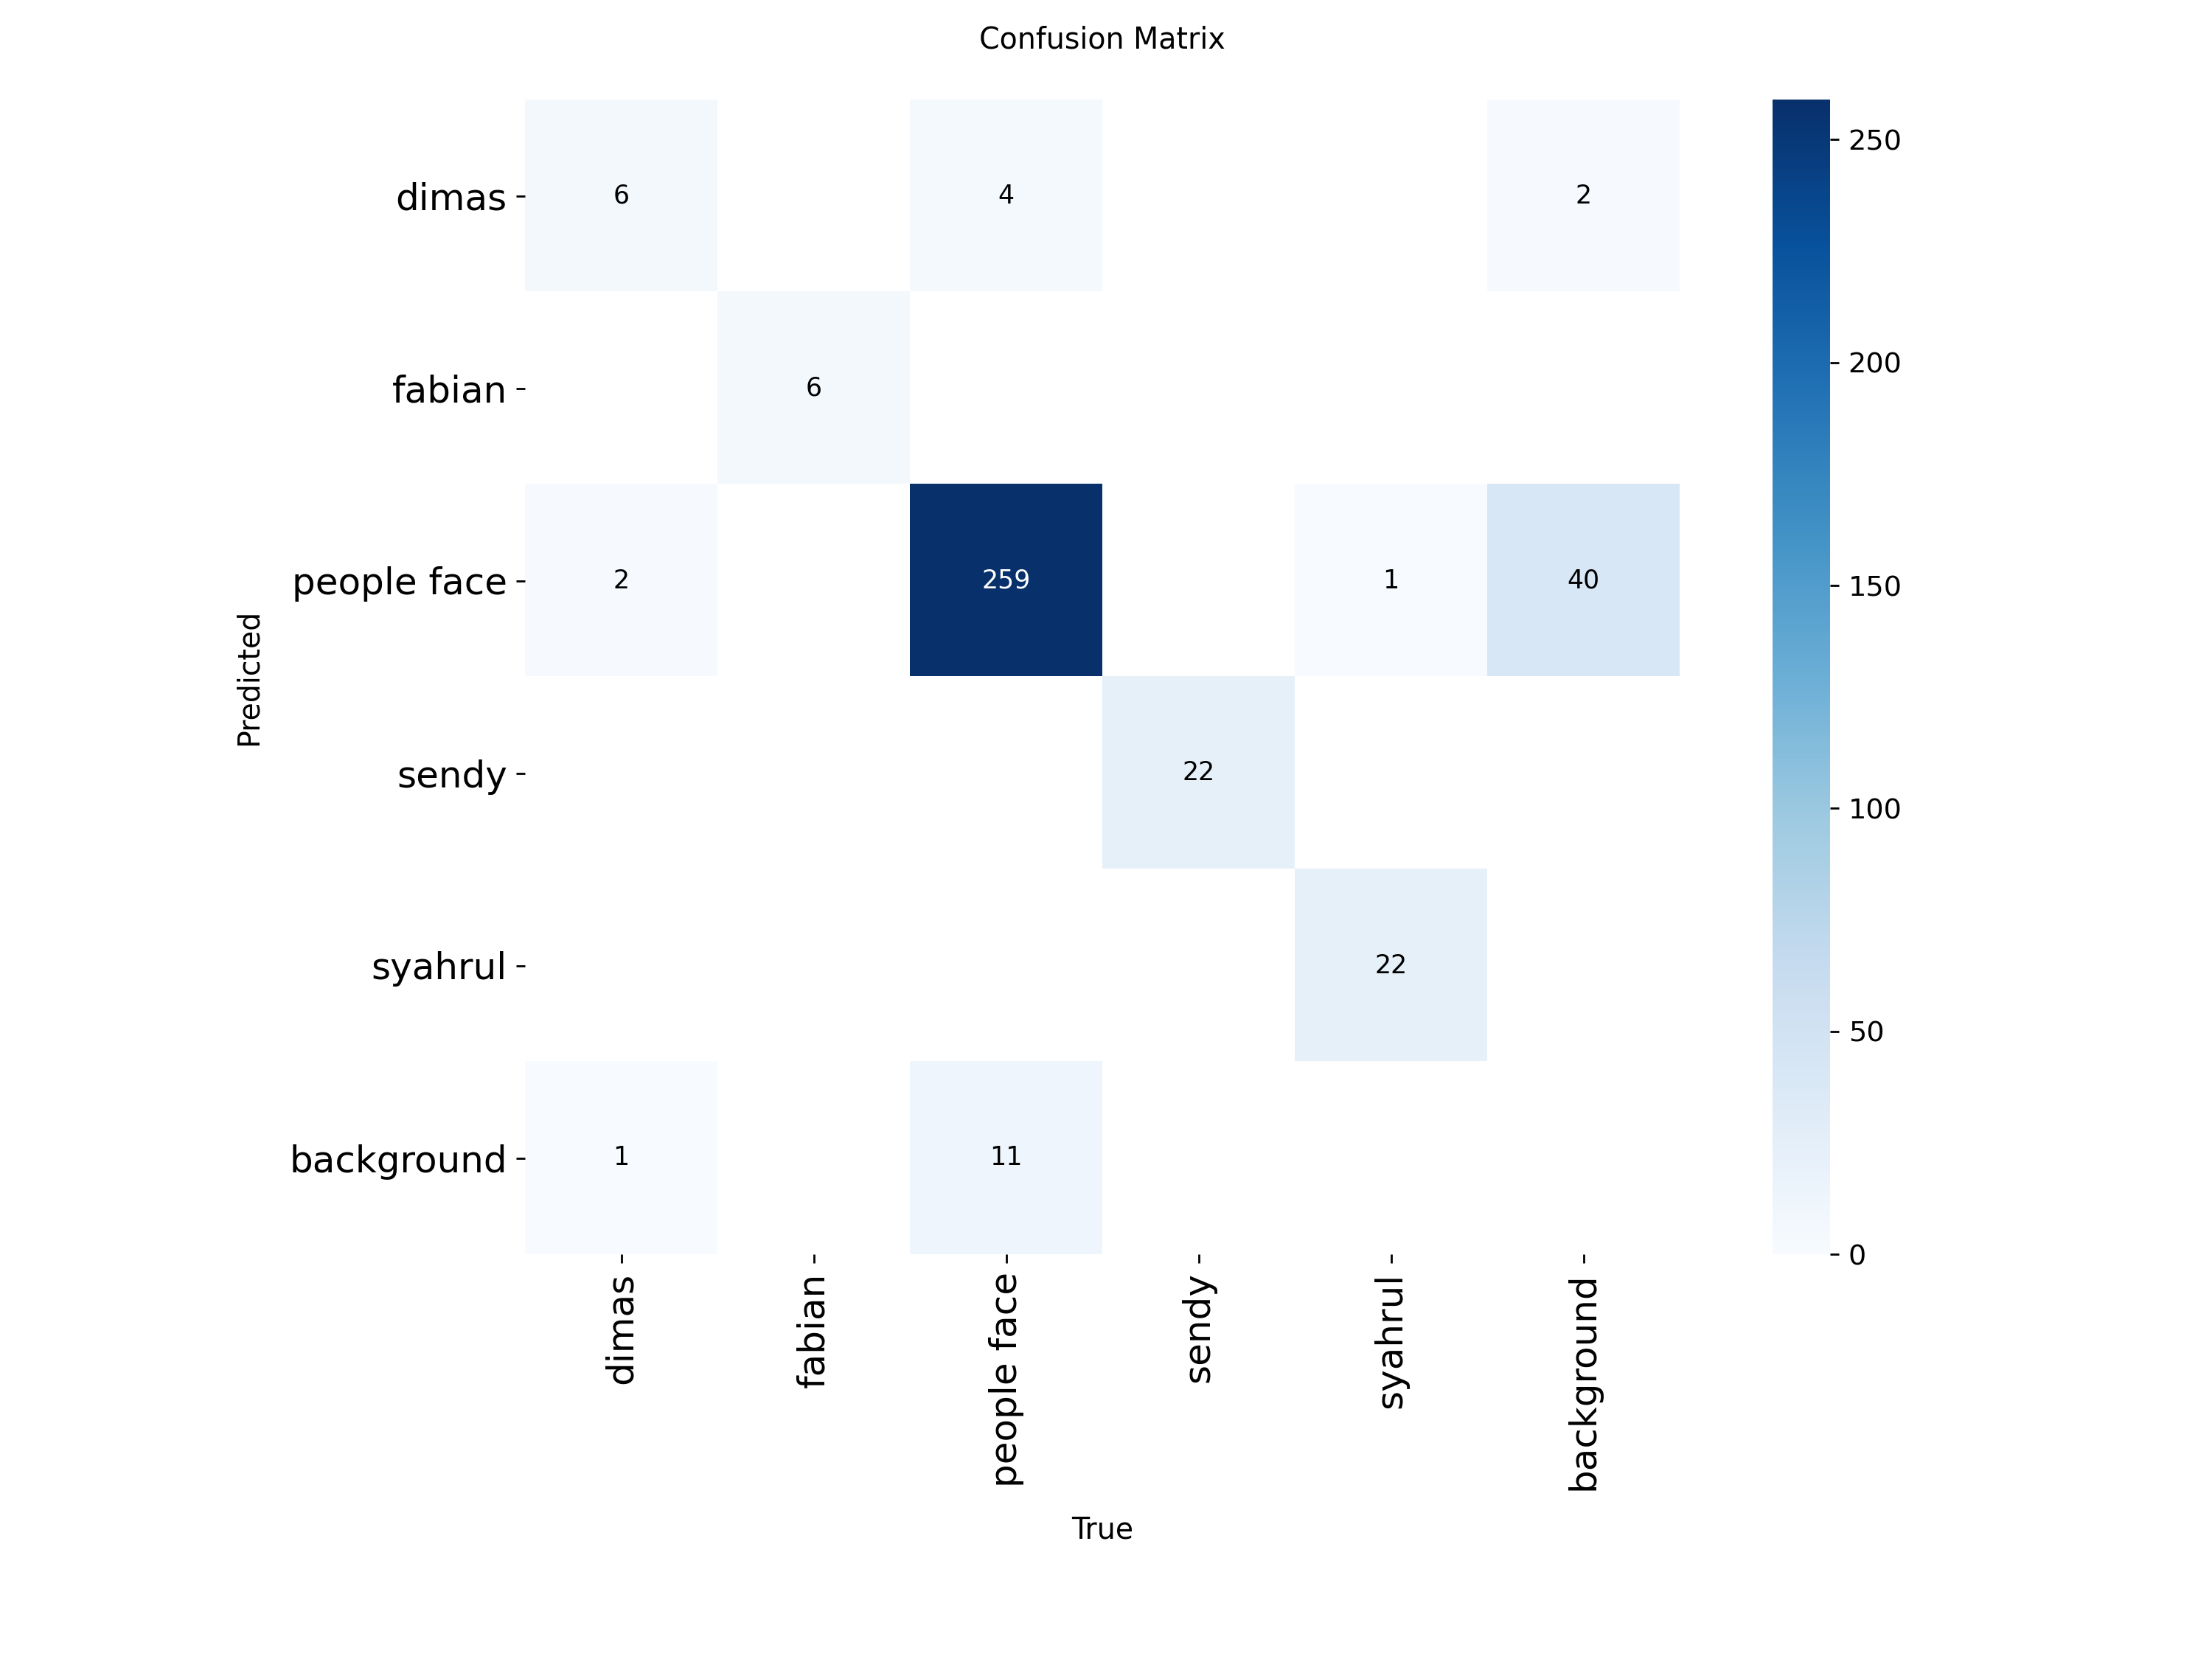 Confusion Matrix
dimas 6 4 2
fabian 6
people face 2 259 1 40
sendy 22
syahrul 22
background 1 11
Predicted
dimas fabian people face sendy syahrul background
True
250
200
150
100
50
0